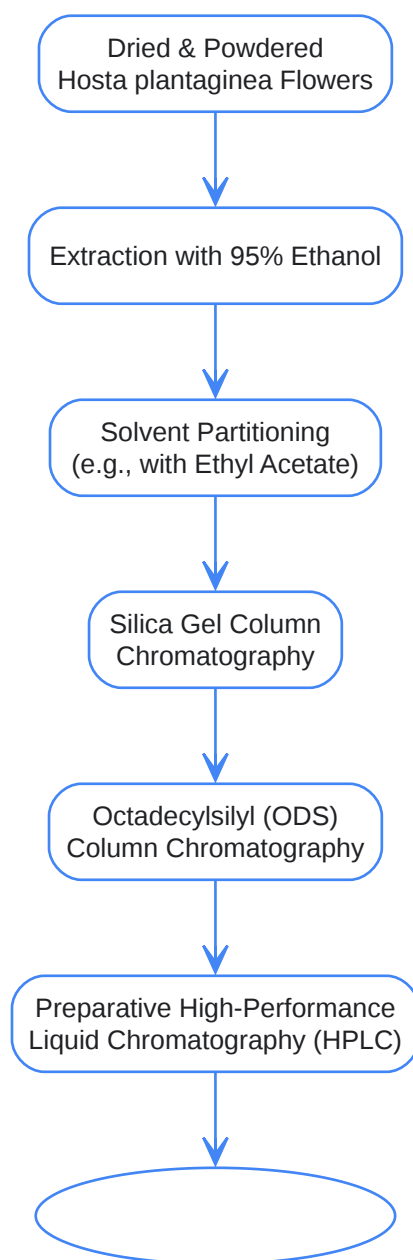 Dried & Powdered
Hosta plantaginea Flowers
Extraction with 95% Ethanol
Solvent Partitioning
(e.g., with Ethyl Acetate)
Silica Gel Column
Chromatography
Octadecylsilyl (ODS)
Column Chromatography
Preparative High-Performance
Liquid Chromatography (HPLC)